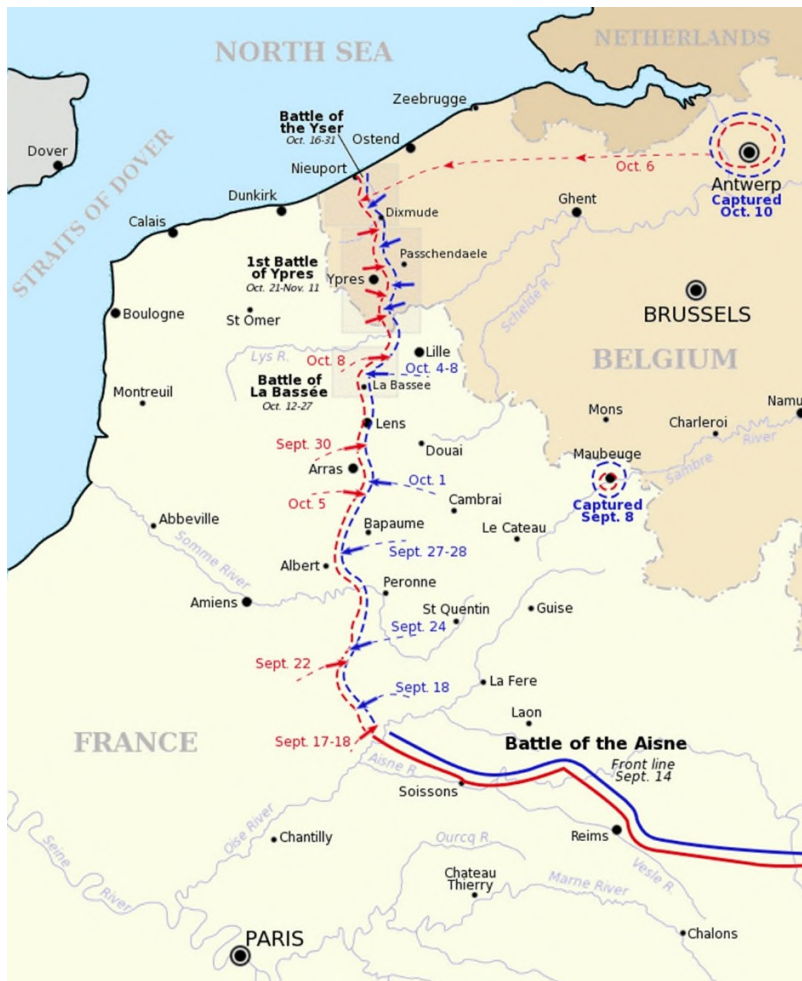 NORTH SEA
NETHERLANDS
Zeebrugge
Battle of
the Yser
Oct. 16-31
Ostend
Dover
STRAITS OF DOVER
Nieuport
Oct. 6
Antwerp
Captured
Oct. 10
Dunkirk
Dixmude
Ghent
Calais
1st Battle
of Ypres
Oct. 21-Nov. 11
Passchendaele
Ypres
Schelde R.
BRUSSELS
Boulogne
St Omer
Lys R.
Oct. 8
Lille
Oct. 4-8
BELGIUM
Battle of
La Bassée
Oct. 12-27
La Bassee
Montreuil
Mons
Charleroi
Namu
Lens
Sept. 30
Douai
Maubeuge
Sambre
River
Arras
Oct. 1
Oct. 5
Cambrai
Captured
Sept. 8
Abbeville
Bapaume
Le Cateau
Somme River
Sept. 27-28
Albert
Peronne
Amiens
St Quentin
Guise
Sept. 24
Sept. 22
La Fere
Sept. 18
Laon
FRANCE
Sept. 17-18
Battle of the Aisne
Front line
Sept. 14
Aisne R.
Soissons
Oise River
Chantilly
Reims
Ourcq R.
Vesle R.
Seine
River
Chateau
Thierry
Marne River
PARIS
Chalons